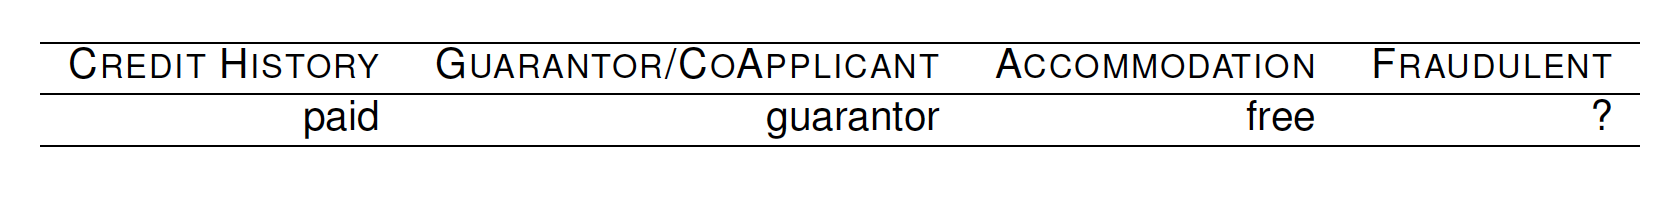 CREDIT HISTORY GUARANTOR/COAPPLICANT ACCOMMODATION FRAUDULENT
paid guarantor free ?